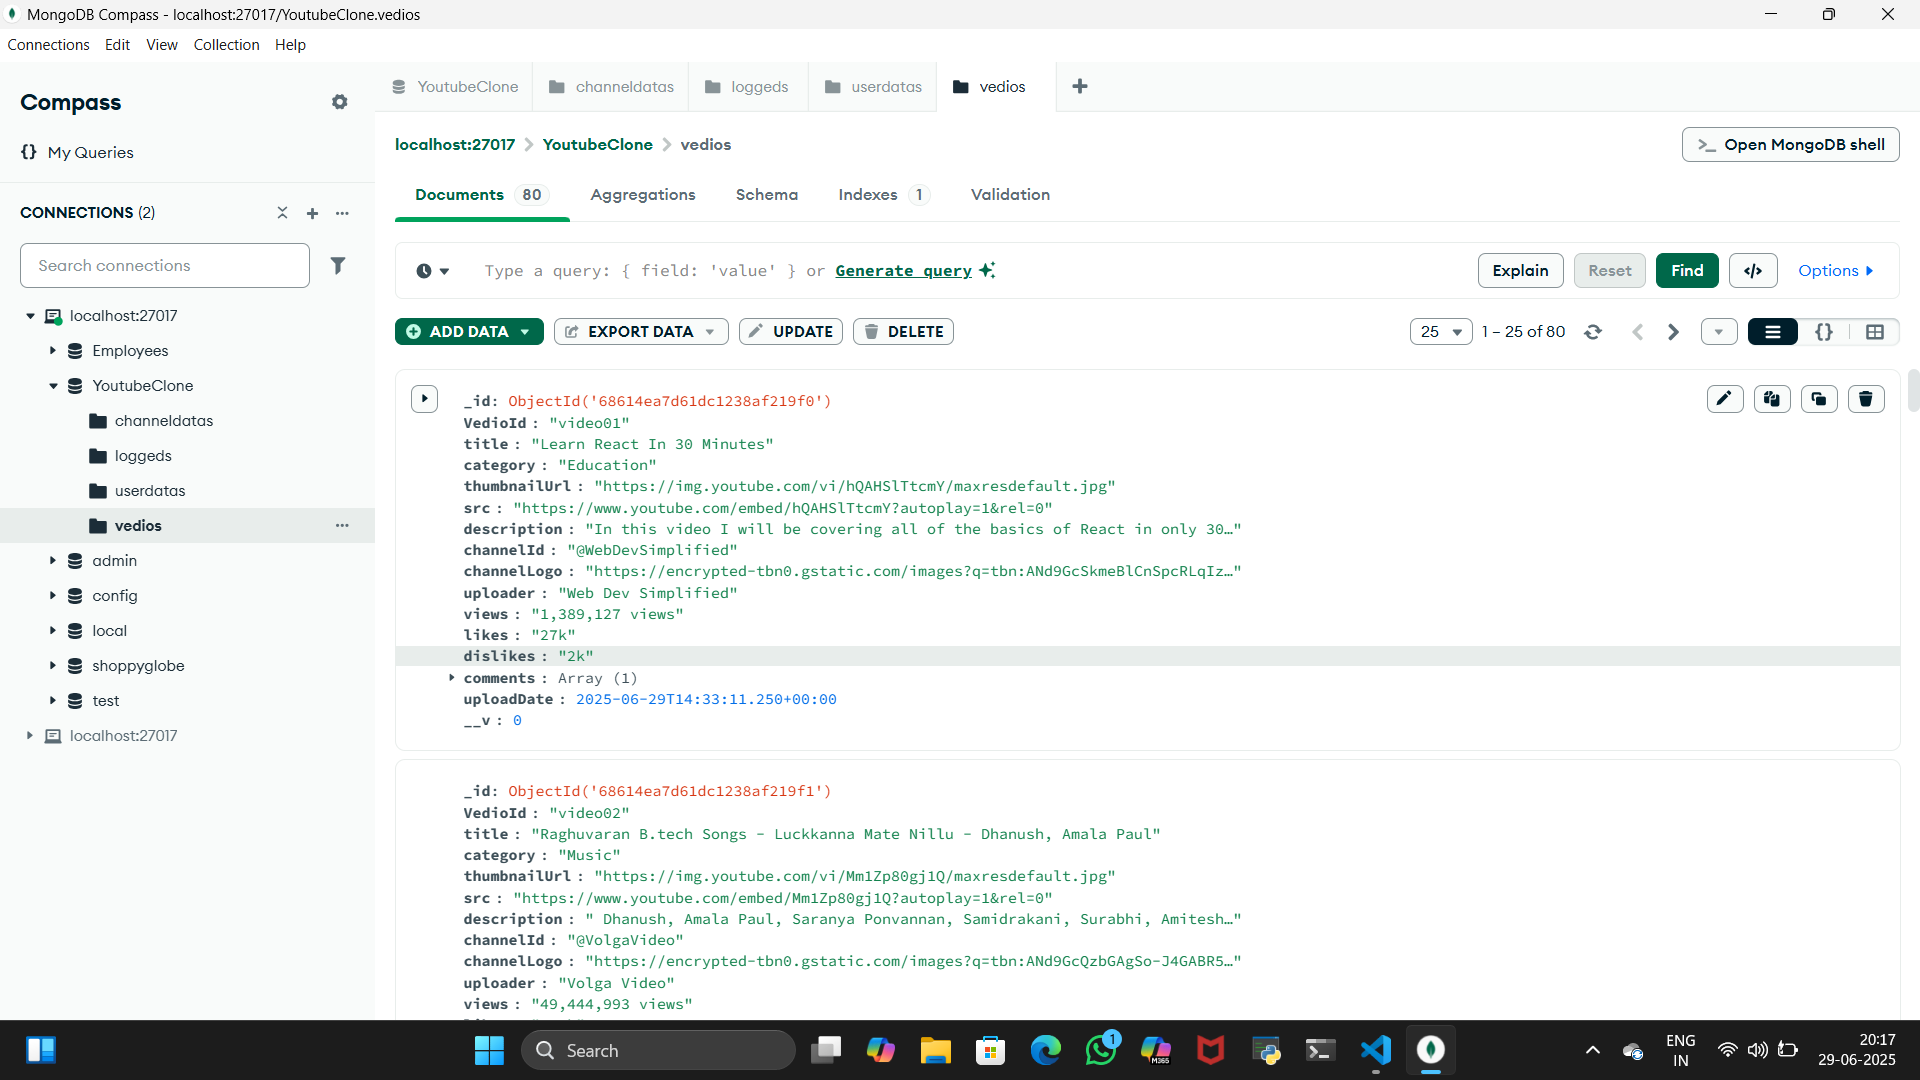 MongoDB Compass - localhost:27017/YoutubeClone.vedios
Connections Edit View Collection Help
Compass
{} My Queries
CONNECTIONS (2)
Search connections
localhost:27017
Employees
YoutubeClone
channeldatas
loggeds
userdatas
vedios
admin
config
local
shoppyglobe
test
localhost:27017
YoutubeClone channeldatas loggeds userdatas vedios
localhost:27017 > YoutubeClone > vedios
>_ Open MongoDB shell
Documents 80 Aggregations Schema Indexes 1 Validation
Type a query: { field: 'value' } or Generate query
Explain Reset Find </> Options
ADD DATA EXPORT DATA UPDATE DELETE
25 1 – 25 of 80 {}
_id: ObjectId('68614ea7d61dc1238af219f0')
VedioId : "video01"
title : "Learn React In 30 Minutes"
category : "Education"
thumbnailUrl : "https://img.youtube.com/vi/hQAHSlTtcmY/maxresdefault.jpg"
src : "https://www.youtube.com/embed/hQAHSlTtcmY?autoplay=1&rel=0"
description : "In this video I will be covering all of the basics of React in only 30…"
channelId : "@WebDevSimplified"
channelLogo : "https://encrypted-tbn0.gstatic.com/images?q=tbn:ANd9GcSkmeBlCnSpcRLqIz…"
uploader : "Web Dev Simplified"
views : "1,389,127 views"
likes : "27k"
dislikes : "2k"
comments : Array (1)
uploadDate : 2025-06-29T14:33:11.250+00:00
__v : 0
_id: ObjectId('68614ea7d61dc1238af219f1')
VedioId : "video02"
title : "Raghuvaran B.tech Songs - Luckkanna Mate Nillu - Dhanush, Amala Paul"
category : "Music"
thumbnailUrl : "https://img.youtube.com/vi/Mm1Zp80gj1Q/maxresdefault.jpg"
src : "https://www.youtube.com/embed/Mm1Zp80gj1Q?autoplay=1&rel=0"
description : " Dhanush, Amala Paul, Saranya Ponvannan, Samidrakani, Surabhi, Amitesh…"
channelId : "@VolgaVideo"
channelLogo : "https://encrypted-tbn0.gstatic.com/images?q=tbn:ANd9GcQzbGAgSo-J4GABR5…"
uploader : "Volga Video"
views : "49,444,993 views"
Search
1
M365
ENG
IN
20:17
29-06-2025